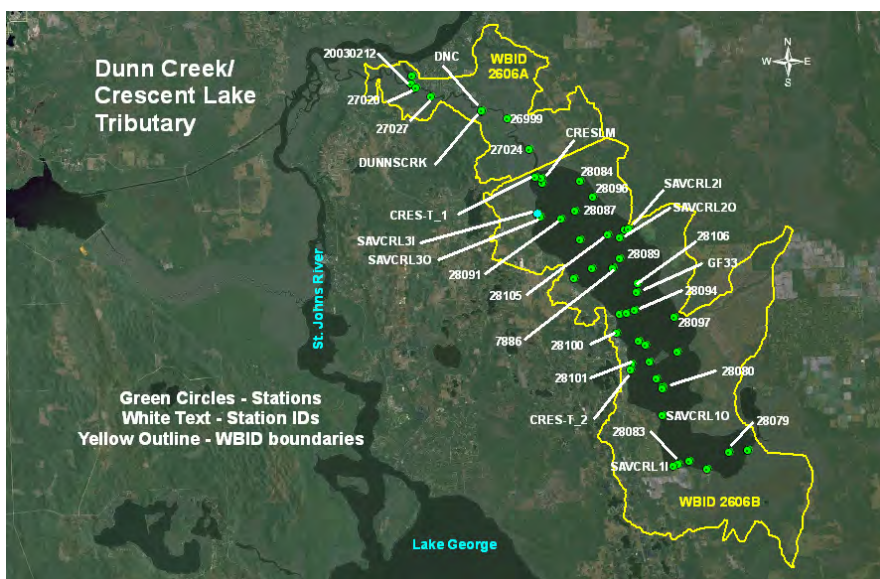 Dunn Creek/
Crescent Lake
Tributary
20030212
DNC
WBID
2606A
N
W
E
S
27026
27027
26999
DUNNSCRK
27024
CRESLM
28084
28096
SAVCRL2I
CRES-T_1
28087
SAVCRL2O
SAVCRL3I
28106
SAVCRL3O
28089
GF33
28091
28094
28105
28097
7886
28100
28101
28080
CRES-T_2
SAVCRL1O
28083
28079
SAVCRL1I
WBID 2606B
St. Johns River
Green Circles - Stations
White Text - Station IDs
Yellow Outline - WBID boundaries
Lake George